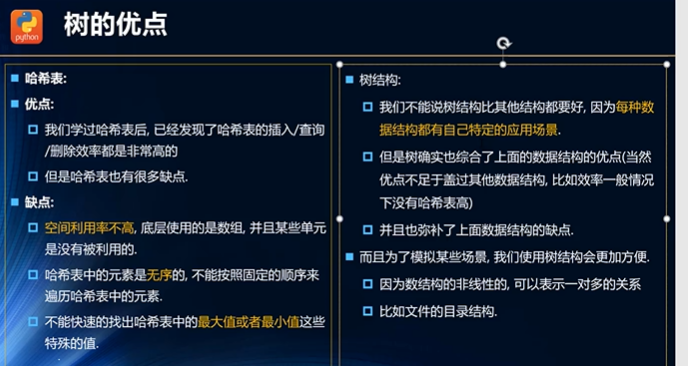 python
树的优点
哈希表:
优点:
我们学过哈希表后, 已经发现了哈希表的插入/查询
/删除效率都是非常高的
但是哈希表也有很多缺点.
缺点:
空间利用率不高, 底层使用的是数组, 并且某些单元
是没有被利用的.
哈希表中的元素是无序的, 不能按照固定的顺序来
遍历哈希表中的元素.
不能快速的找出哈希表中的最大值或者最小值这些
特殊的值.
树结构:
我们不能说树结构比其他结构都要好, 因为每种数
据结构都有自己特定的应用场景.
但是树确实也综合了上面的数据结构的优点(当然
优点不足于盖过其他数据结构, 比如效率一般情况
下没有哈希表高)
并且也弥补了上面数据结构的缺点.
而且为了模拟某些场景, 我们使用树结构会更加方便.
因为数结构的非线性的, 可以表示一对多的关系
比如文件的目录结构.